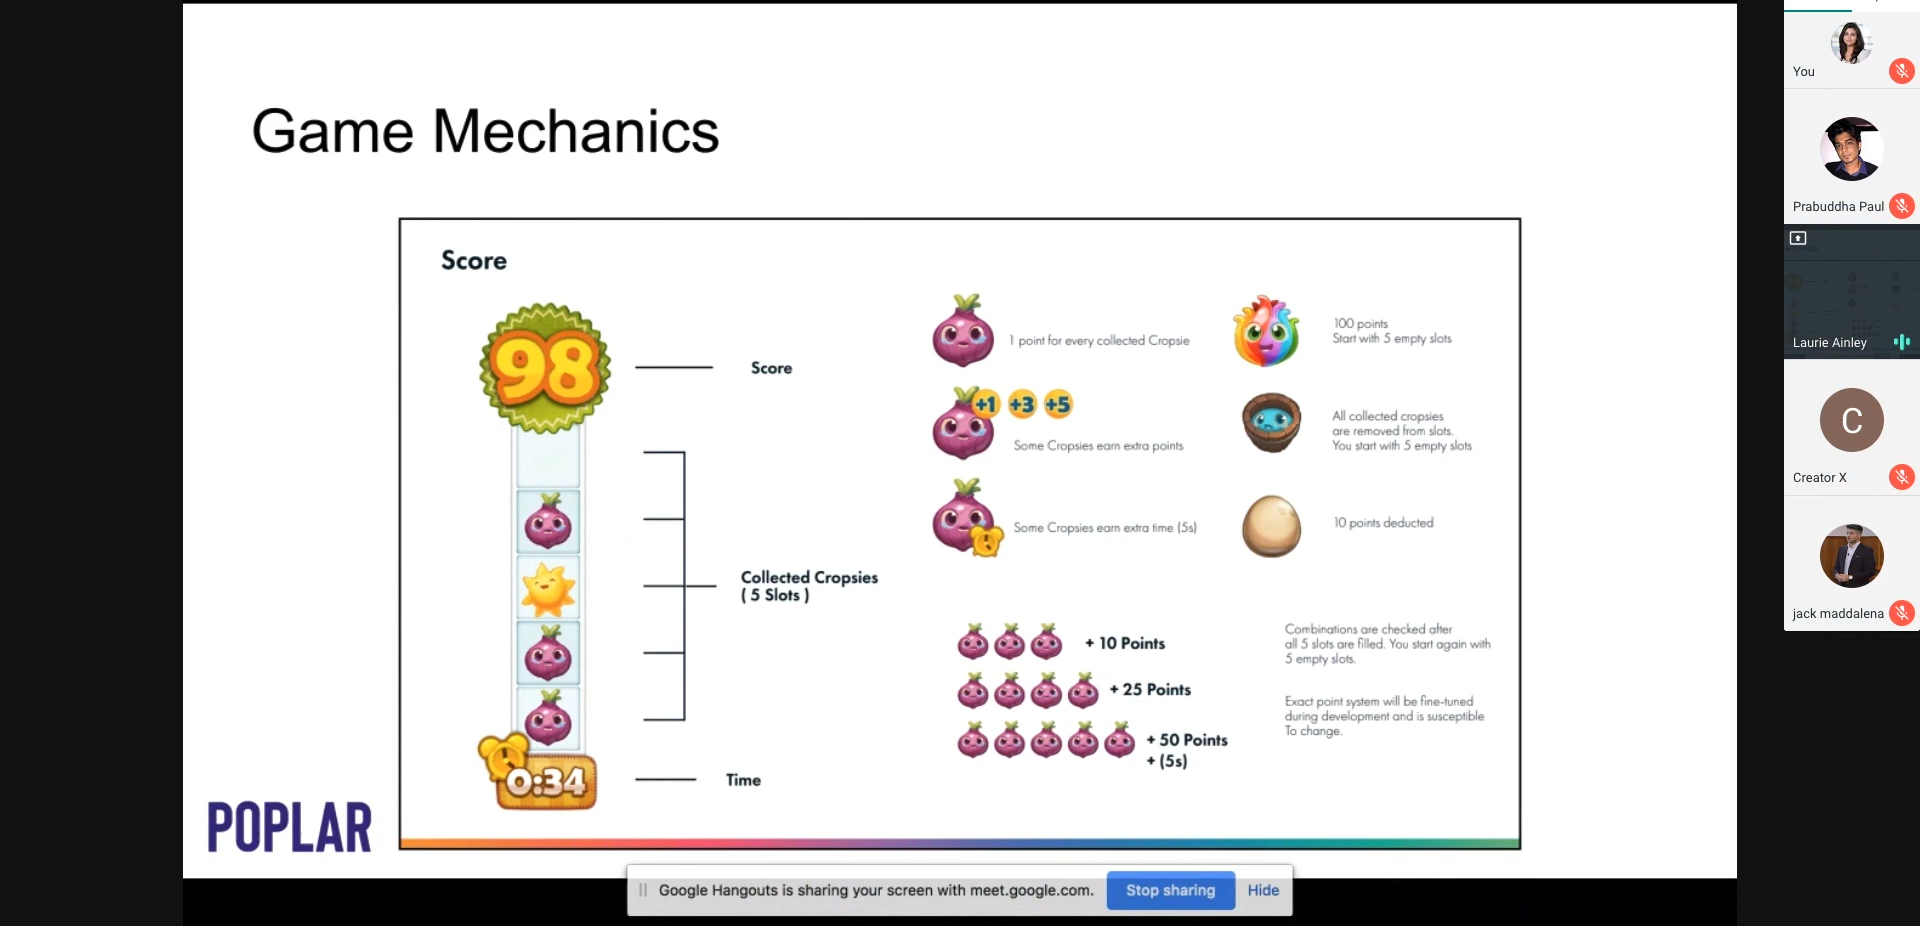 Game Mechanics
Score
98
Score
Collected Cropsies
( 5 Slots )
0:34
Time
1 point for every collected Cropsie
+1 +3 +5
Some Cropsies earn extra points
Some Cropsies earn extra time (5s)
100 points
Start with 5 empty slots
All collected cropsies
are removed from slots.
You start with 5 empty slots
10 points deducted
+ 10 Points
+ 25 Points
+ 50 Points
+ (5s)
Combinations are checked after
all 5 slots are filled. You start again with
5 empty slots.
Exact point system will be fine-tuned
during development and is susceptible
To change.
POPLAR
Google Hangouts is sharing your screen with meet.google.com.
Stop sharing
Hide
You
Prabuddha Paul
Laurie Ainley
C
Creator X
jack maddalena